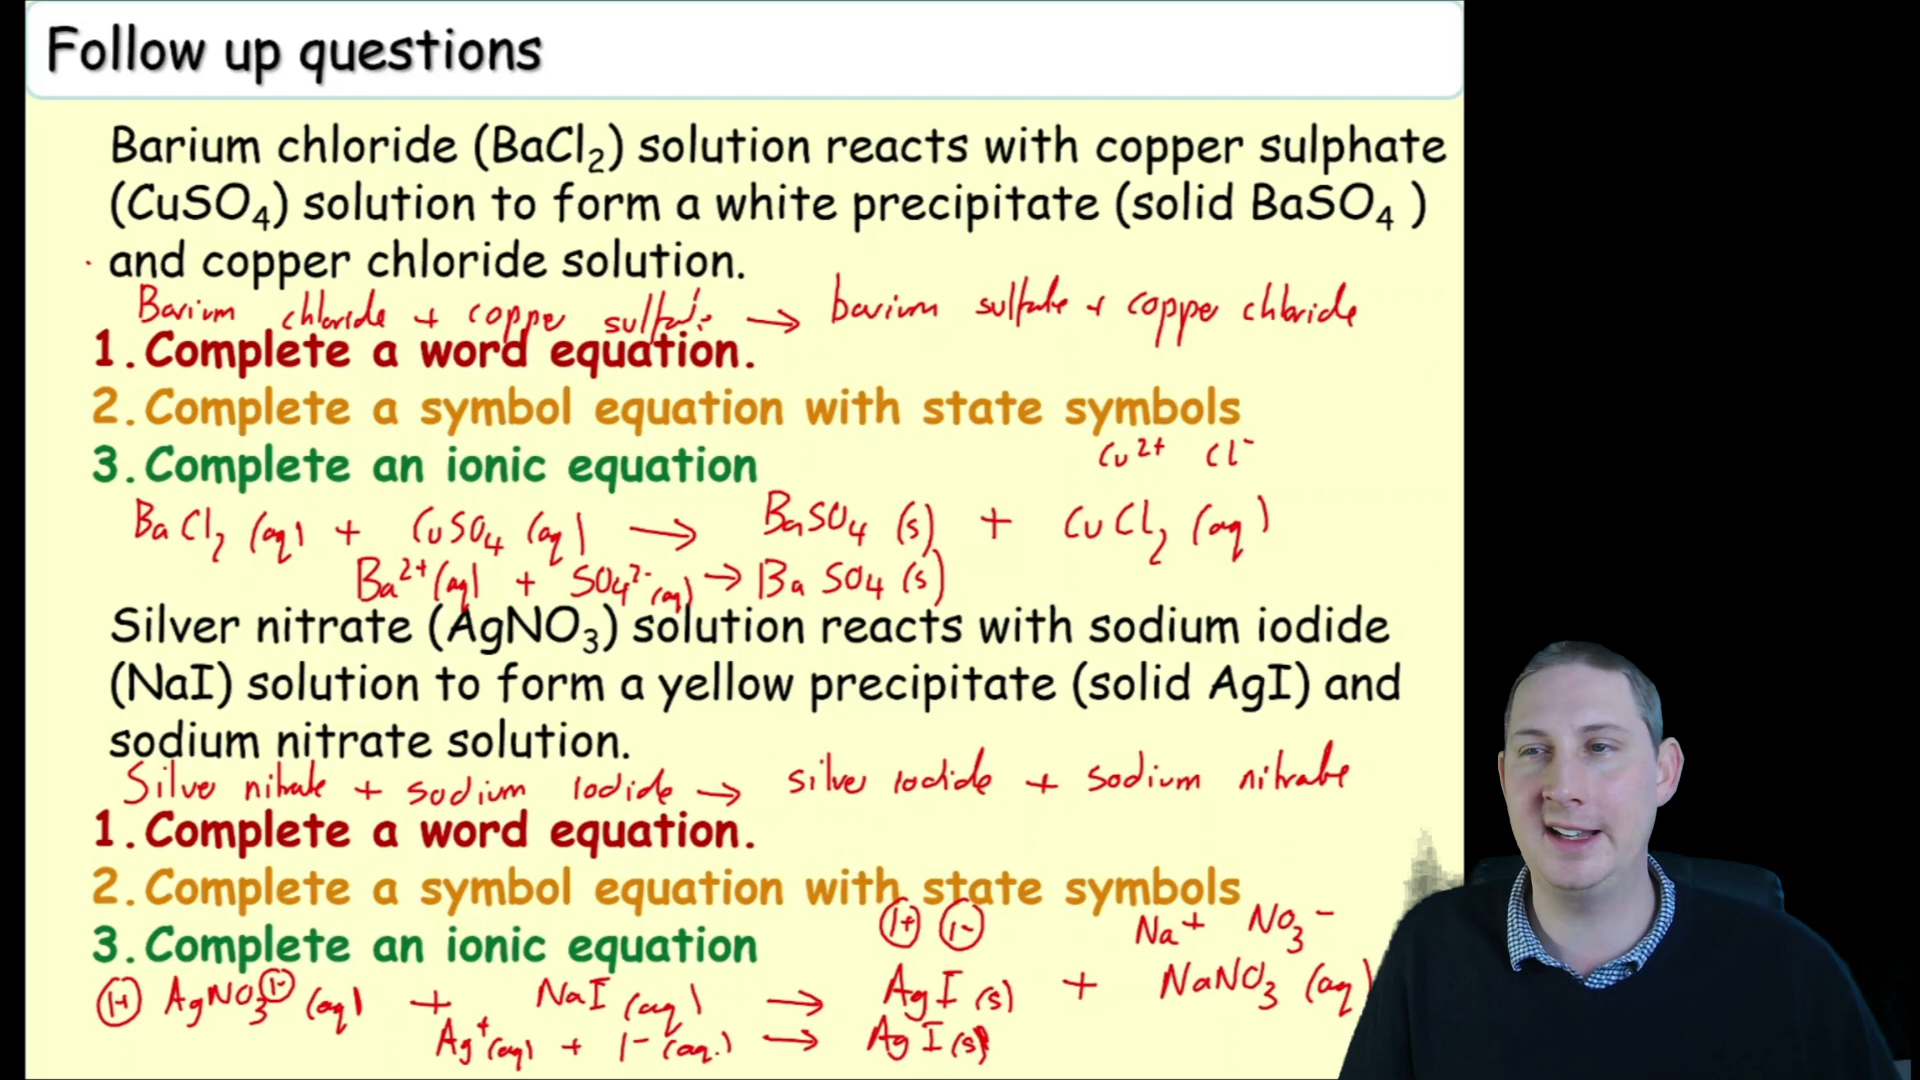 Follow up questions
Barium chloride (BaCl₂) solution reacts with copper sulphate
(CuSO₄) solution to form a white precipitate (solid BaSO₄ )
and copper chloride solution.
Barium chloride + copper sulfate → barium sulfate + copper chloride
1. Complete a word equation.
2. Complete a symbol equation with state symbols
3. Complete an ionic equation
Cu²⁺ Cl⁻
BaCl₂ (aq) + CuSO₄ (aq) → BaSO₄ (s) + CuCl₂ (aq)
Ba²⁺(aq) + SO₄²⁻(aq) → BaSO₄ (s)
Silver nitrate (AgNO₃) solution reacts with sodium iodide
(NaI) solution to form a yellow precipitate (solid AgI) and
sodium nitrate solution.
Silver nitrate + sodium Iodide → silver Iodide + sodium nitrate
1. Complete a word equation.
2. Complete a symbol equation with state symbols
3. Complete an ionic equation
1+ 1- Na⁺ NO₃⁻
1+ AgNO₃ 1- (aq) + NaI (aq) → AgI (s) + NaNO₃ (aq)
Ag⁺(aq) + I⁻(aq.) → AgI(s)